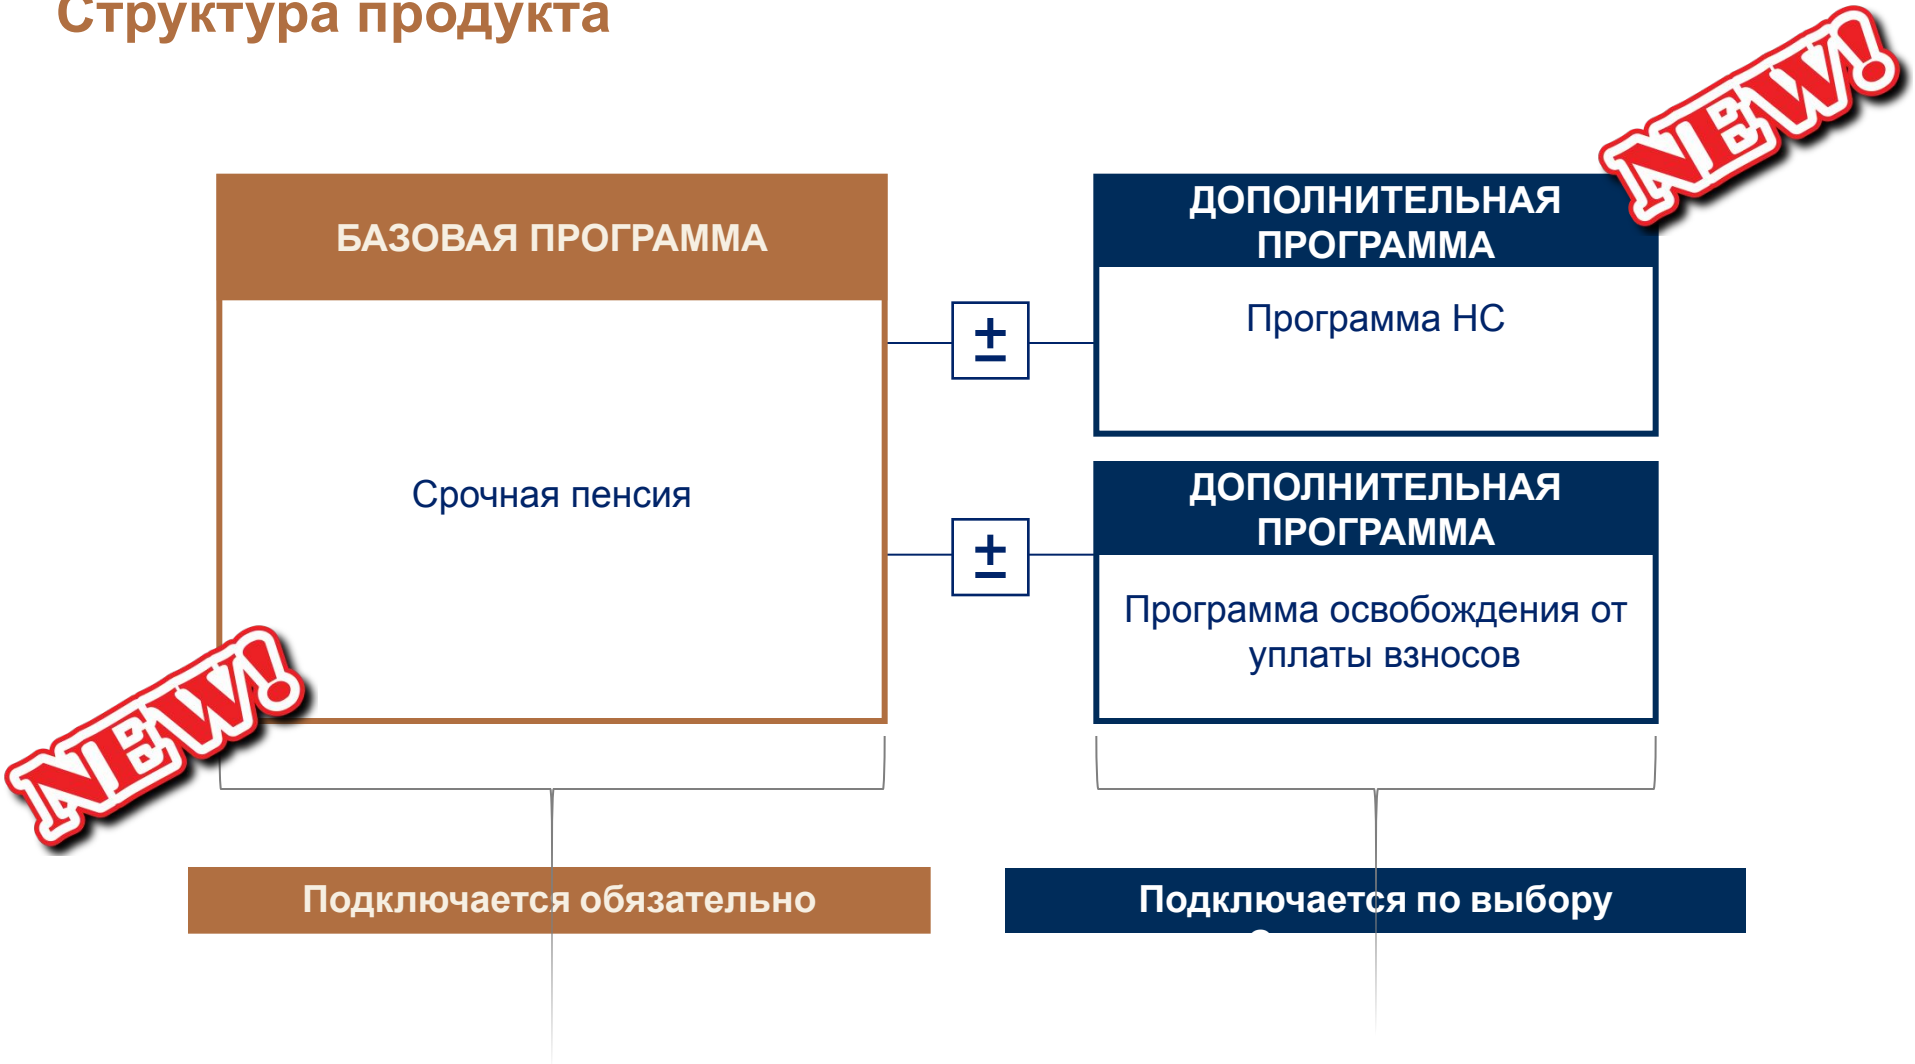 Структура продукта
NEW!
БАЗОВАЯ ПРОГРАММА
ДОПОЛНИТЕЛЬНАЯ
ПРОГРАММА
±
Программа НС
Срочная пенсия
ДОПОЛНИТЕЛЬНАЯ
ПРОГРАММА
±
Программа освобождения от
уплаты взносов
NEW!
Подключается обязательно
Подключается по выбору